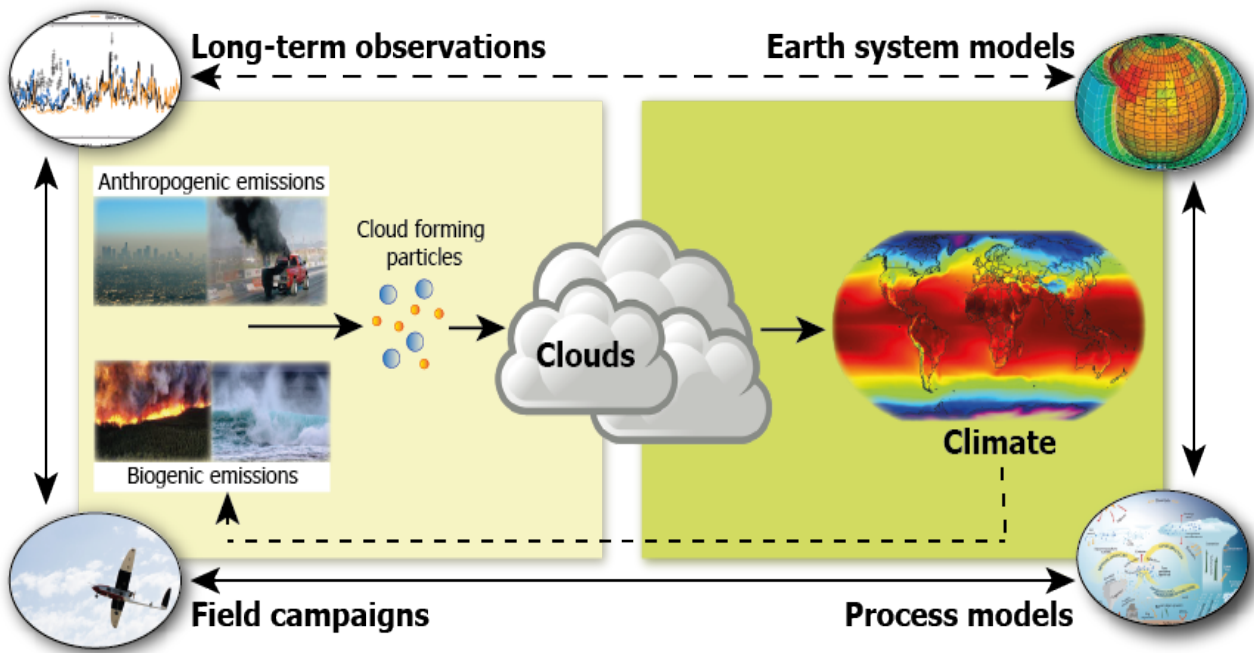 Long-term observations
Earth system models
Anthropogenic emissions
Cloud forming
particles
Clouds
Climate
Biogenic emissions
Field campaigns
Process models